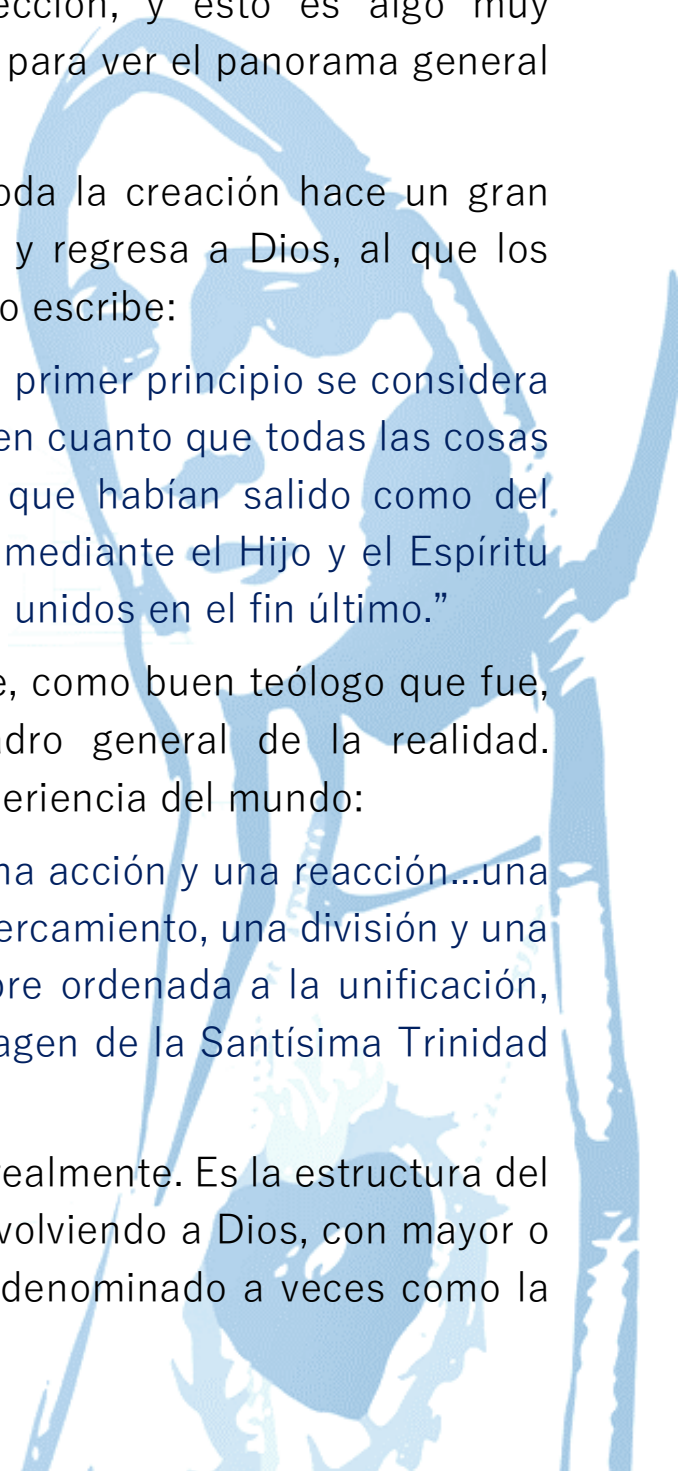 ección, y esto es algo muy
para ver el panorama general
oda la creación hace un gran
y regresa a Dios, al que los
o escribe:
primer principio se considera
en cuanto que todas las cosas
que habían salido como del
mediante el Hijo y el Espíritu
unidos en el fin último.”
e, como buen teólogo que fue,
adro general de la realidad.
eriencia del mundo:
na acción y una reacción...una
ercamiento, una división y una
bre ordenada a la unificación,
agen de la Santísima Trinidad
realmente. Es la estructura del
volviendo a Dios, con mayor o
denominado a veces como la